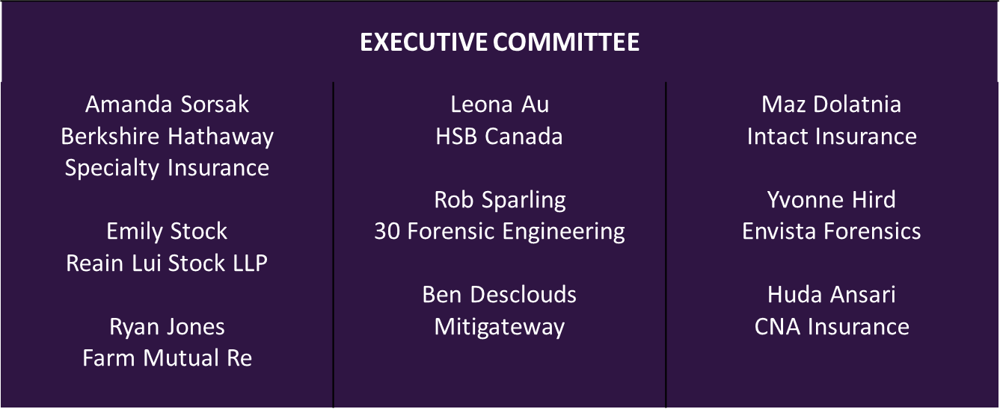 EXECUTIVE COMMITTEE
Amanda Sorsak
Berkshire Hathaway
Specialty Insurance
Emily Stock
Reain Lui Stock LLP
Ryan Jones
Farm Mutual Re
Leona Au
HSB Canada
Rob Sparling
30 Forensic Engineering
Ben Desclouds
Mitigateway
Maz Dolatnia
Intact Insurance
Yvonne Hird
Envista Forensics
Huda Ansari
CNA Insurance